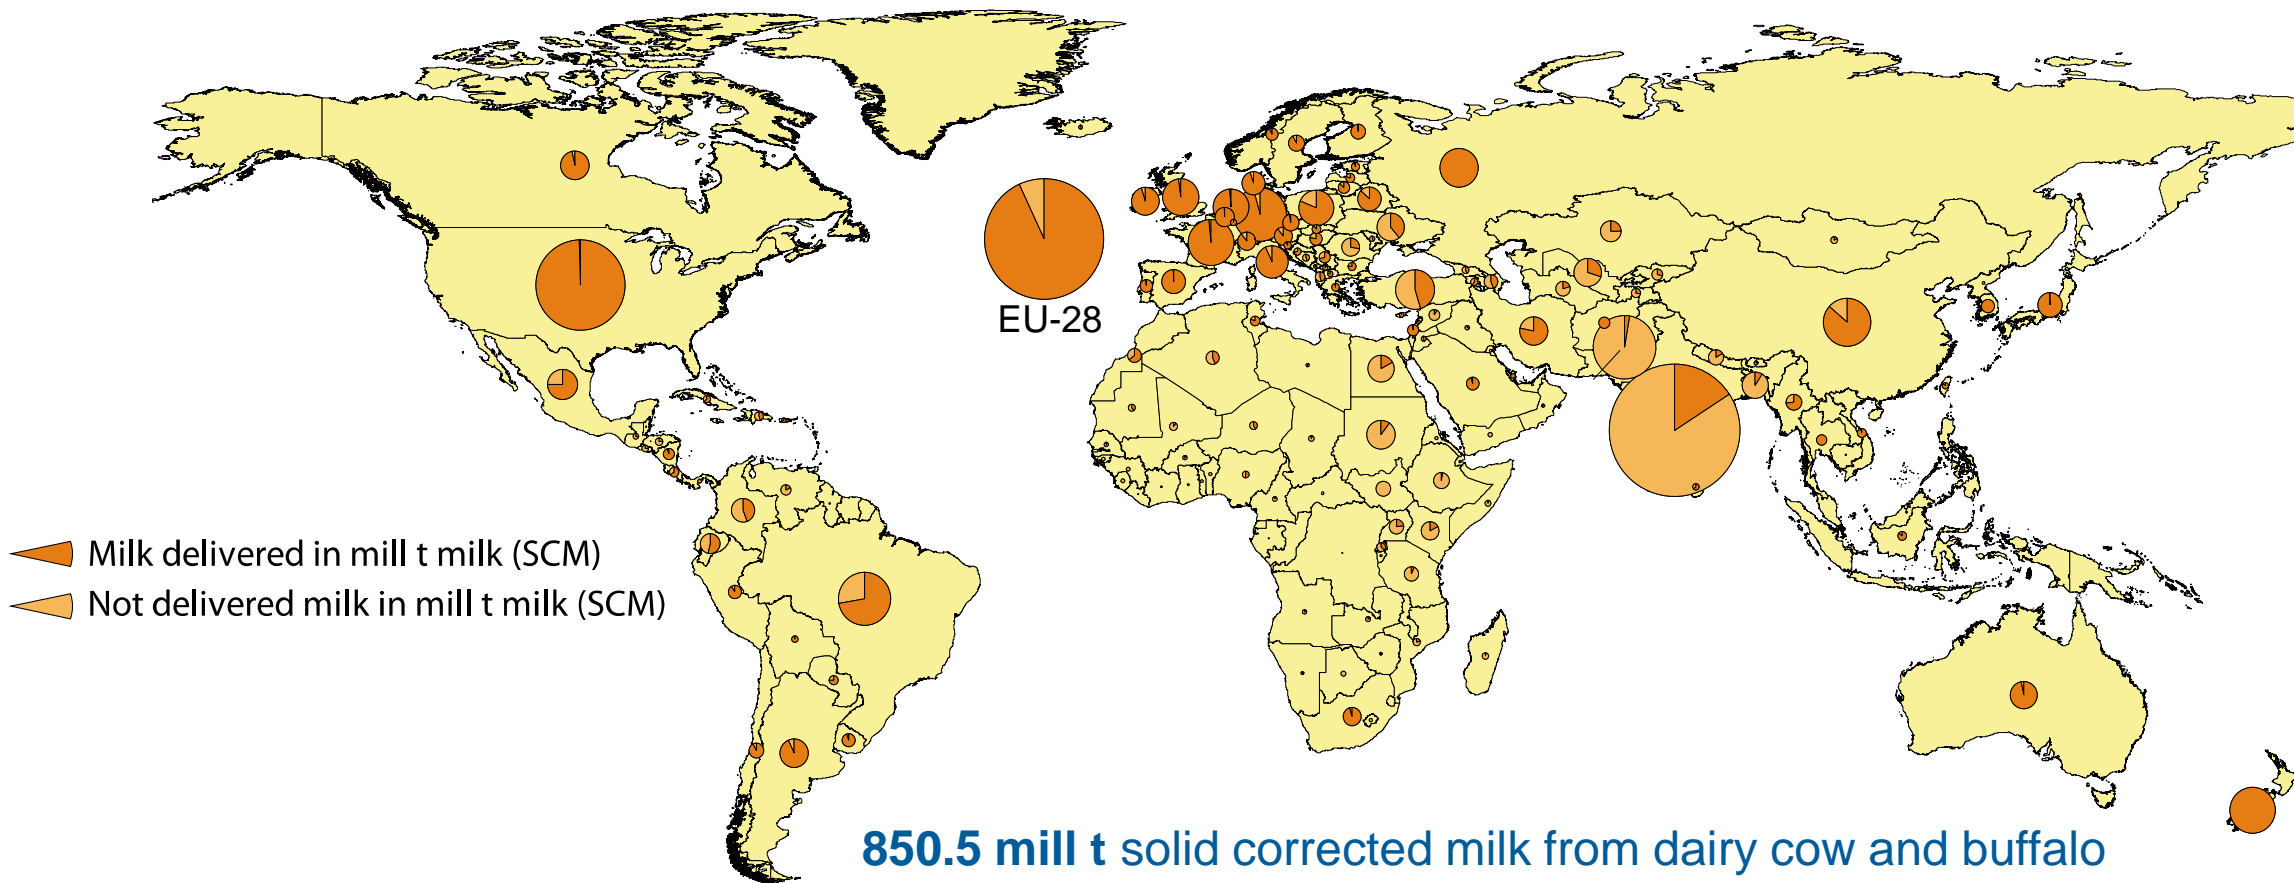 EU-28
Milk delivered in mill t milk (SCM)
Not delivered milk in mill t milk (SCM)
850.5 mill t solid corrected milk from dairy cow and buffalo